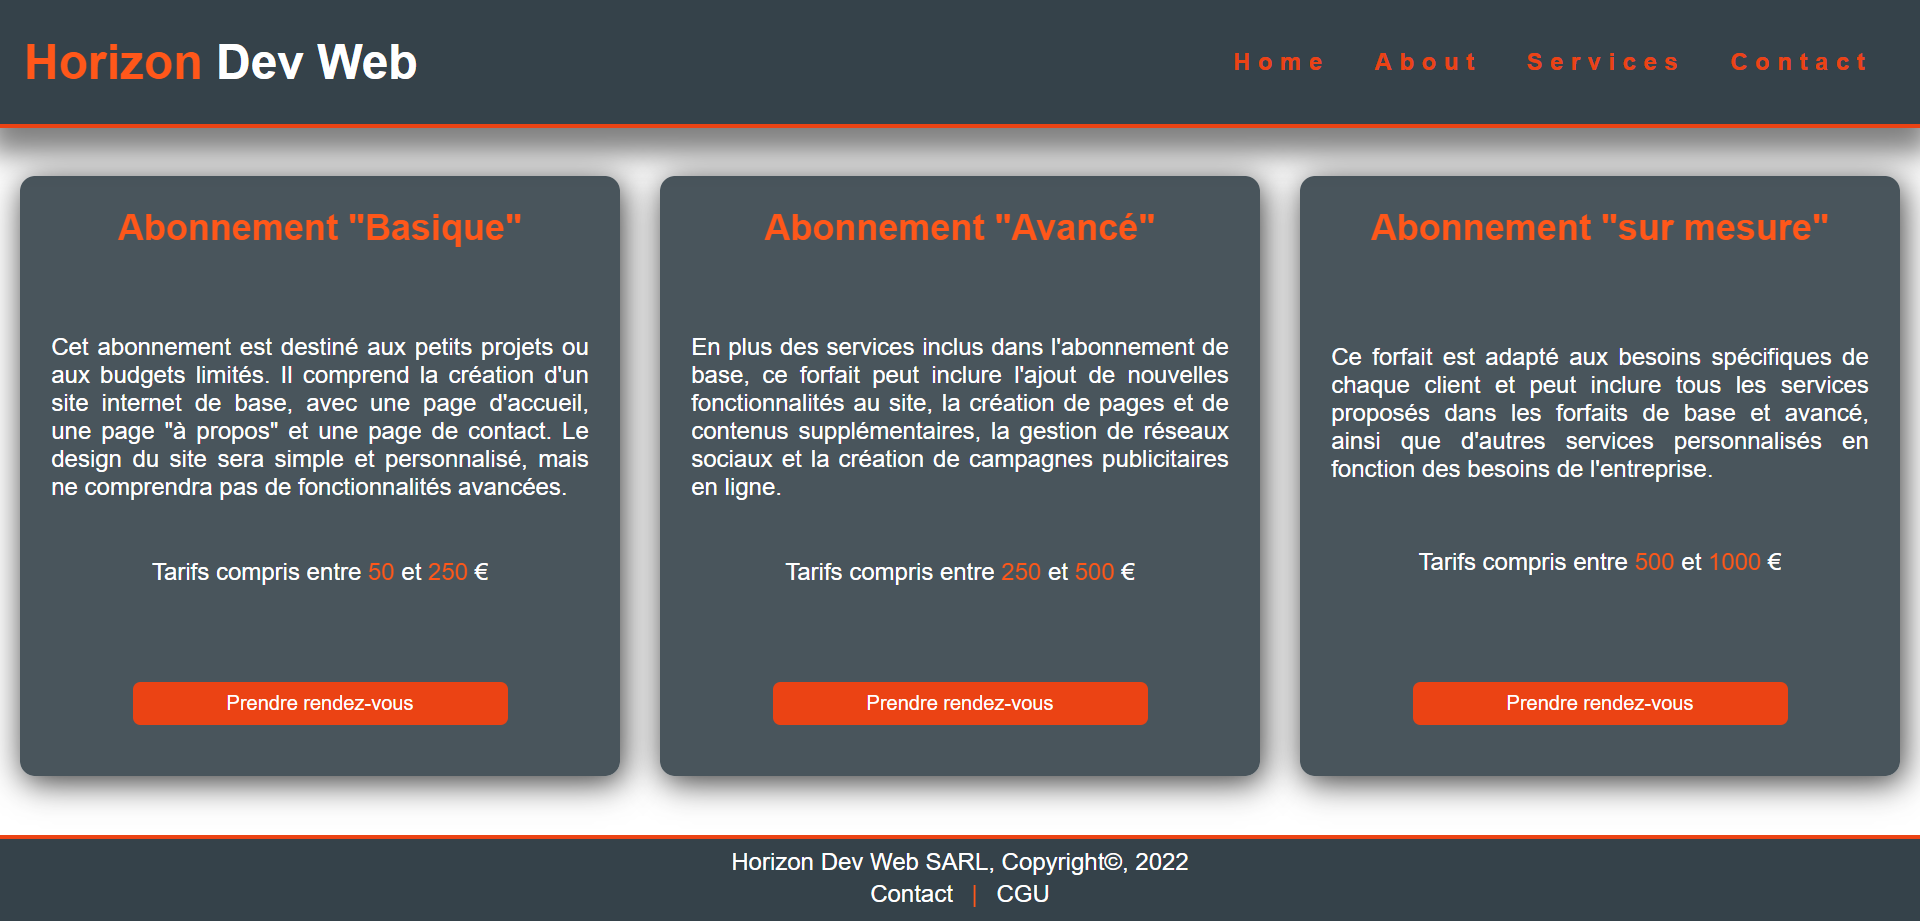 Horizon Dev Web
Home About Services Contact
Abonnement "Basique"
Cet abonnement est destiné aux petits projets ou
aux budgets limités. Il comprend la création d'un
site internet de base, avec une page d'accueil,
une page "à propos" et une page de contact. Le
design du site sera simple et personnalisé, mais
ne comprendra pas de fonctionnalités avancées.
Tarifs compris entre 50 et 250 €
Prendre rendez-vous
Abonnement "Avancé"
En plus des services inclus dans l'abonnement de
base, ce forfait peut inclure l'ajout de nouvelles
fonctionnalités au site, la création de pages et de
contenus supplémentaires, la gestion de réseaux
sociaux et la création de campagnes publicitaires
en ligne.
Tarifs compris entre 250 et 500 €
Prendre rendez-vous
Abonnement "sur mesure"
Ce forfait est adapté aux besoins spécifiques de
chaque client et peut inclure tous les services
proposés dans les forfaits de base et avancé,
ainsi que d'autres services personnalisés en
fonction des besoins de l'entreprise.
Tarifs compris entre 500 et 1000 €
Prendre rendez-vous
Horizon Dev Web SARL, Copyright©, 2022
Contact | CGU